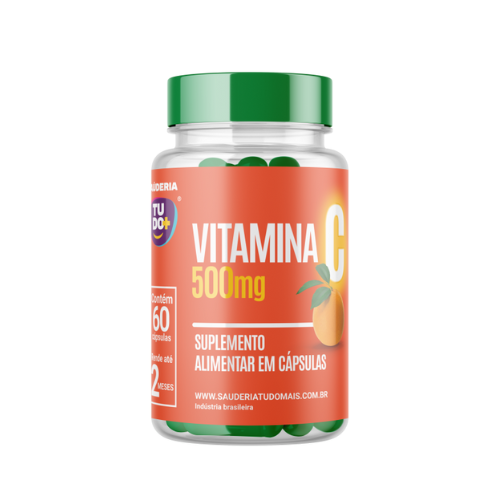 AUDERIA
TU
DO+
®
VITAMINA C
500mg
Contém
60
cápsulas
Rende até
2 MESES
SUPLEMENTO
ALIMENTAR EM CÁPSULAS
WWW.SAUDERIATUDOMAIS.COM.BR
Indústria brasileira